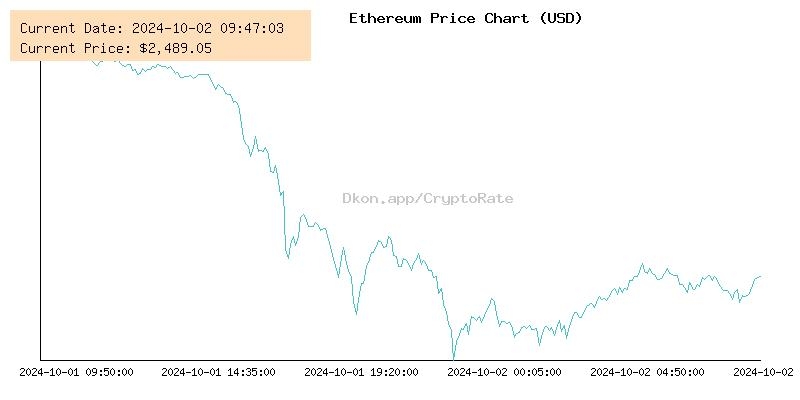 Ethereum Price Chart (USD)
Current Date: 2024-10-02 09:47:03
Current Price: $2,489.05
Dkon.app/CryptoRate
2024-10-01 09:50:00 2024-10-01 14:35:00 2024-10-01 19:20:00 2024-10-02 00:05:00 2024-10-02 04:50:00 2024-10-02